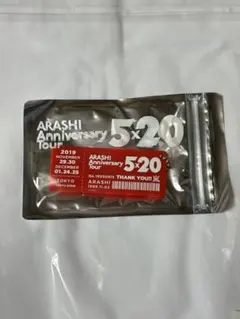 ARASHI
Anniversary 5×20
Tour
2019
NOVEMBER
29.30
DECEMBER
01.24.25
TOKYO
ARASHI
Anniversary 5×20
Tour
THANK YOU!!
ARASHI